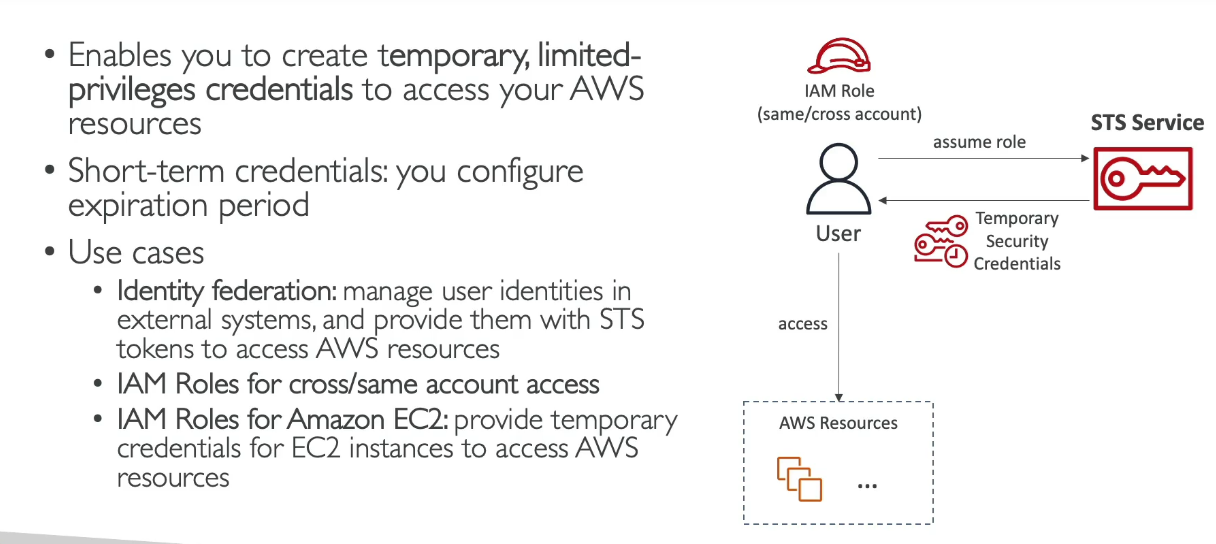 • Enables you to create temporary, limited-
privileges credentials to access your AWS
resources
• Short-term credentials: you configure
expiration period
• Use cases
• Identity federation: manage user identities in
external systems, and provide them with STS
tokens to access AWS resources
• IAM Roles for cross/same account access
• IAM Roles for Amazon EC2: provide temporary
credentials for EC2 instances to access AWS
resources
IAM Role
(same/cross account)
STS Service
assume role
User
Temporary
Security
Credentials
access
AWS Resources
...